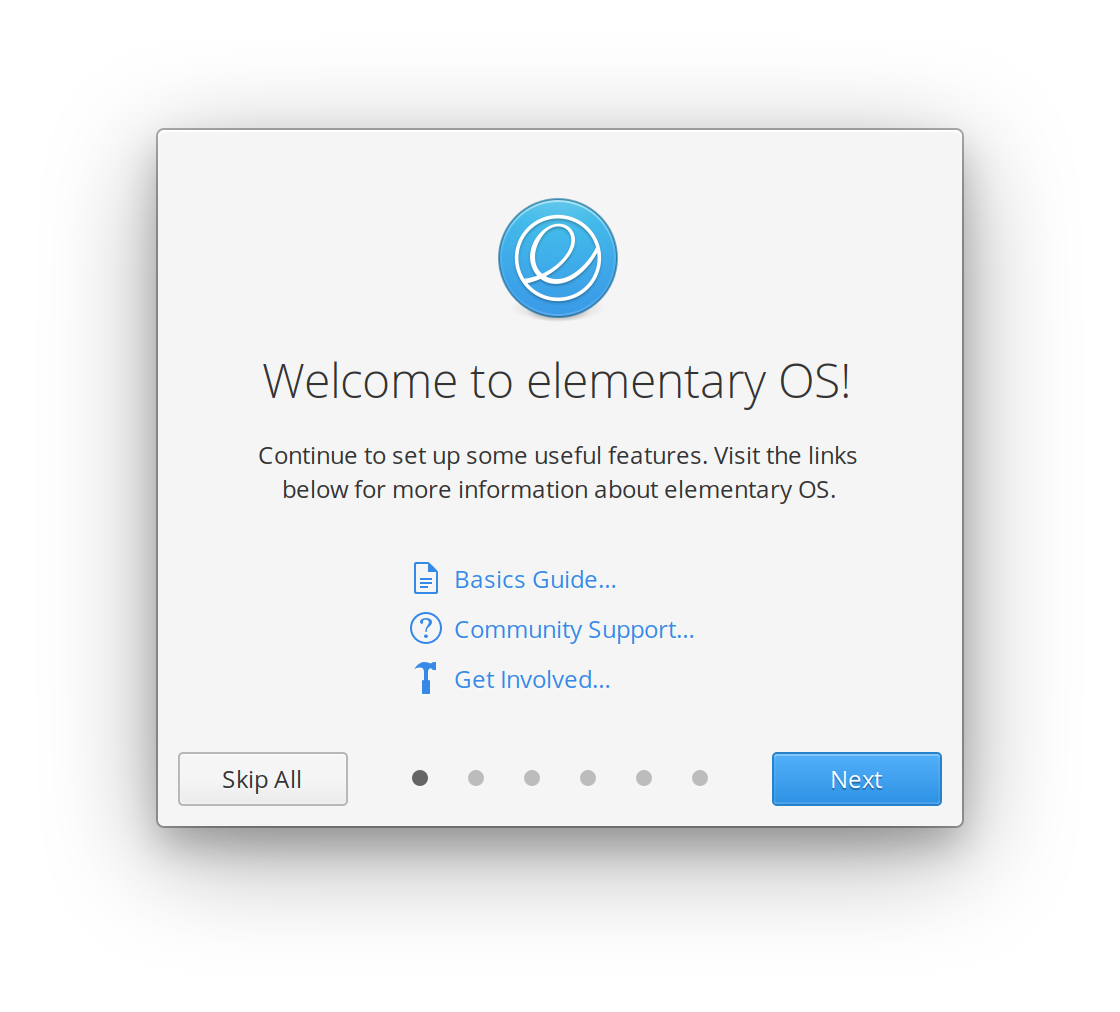 Welcome to elementary OS!
Continue to set up some useful features. Visit the links
below for more information about elementary OS.
Basics Guide...
Community Support...
Get Involved...
Skip All
Next